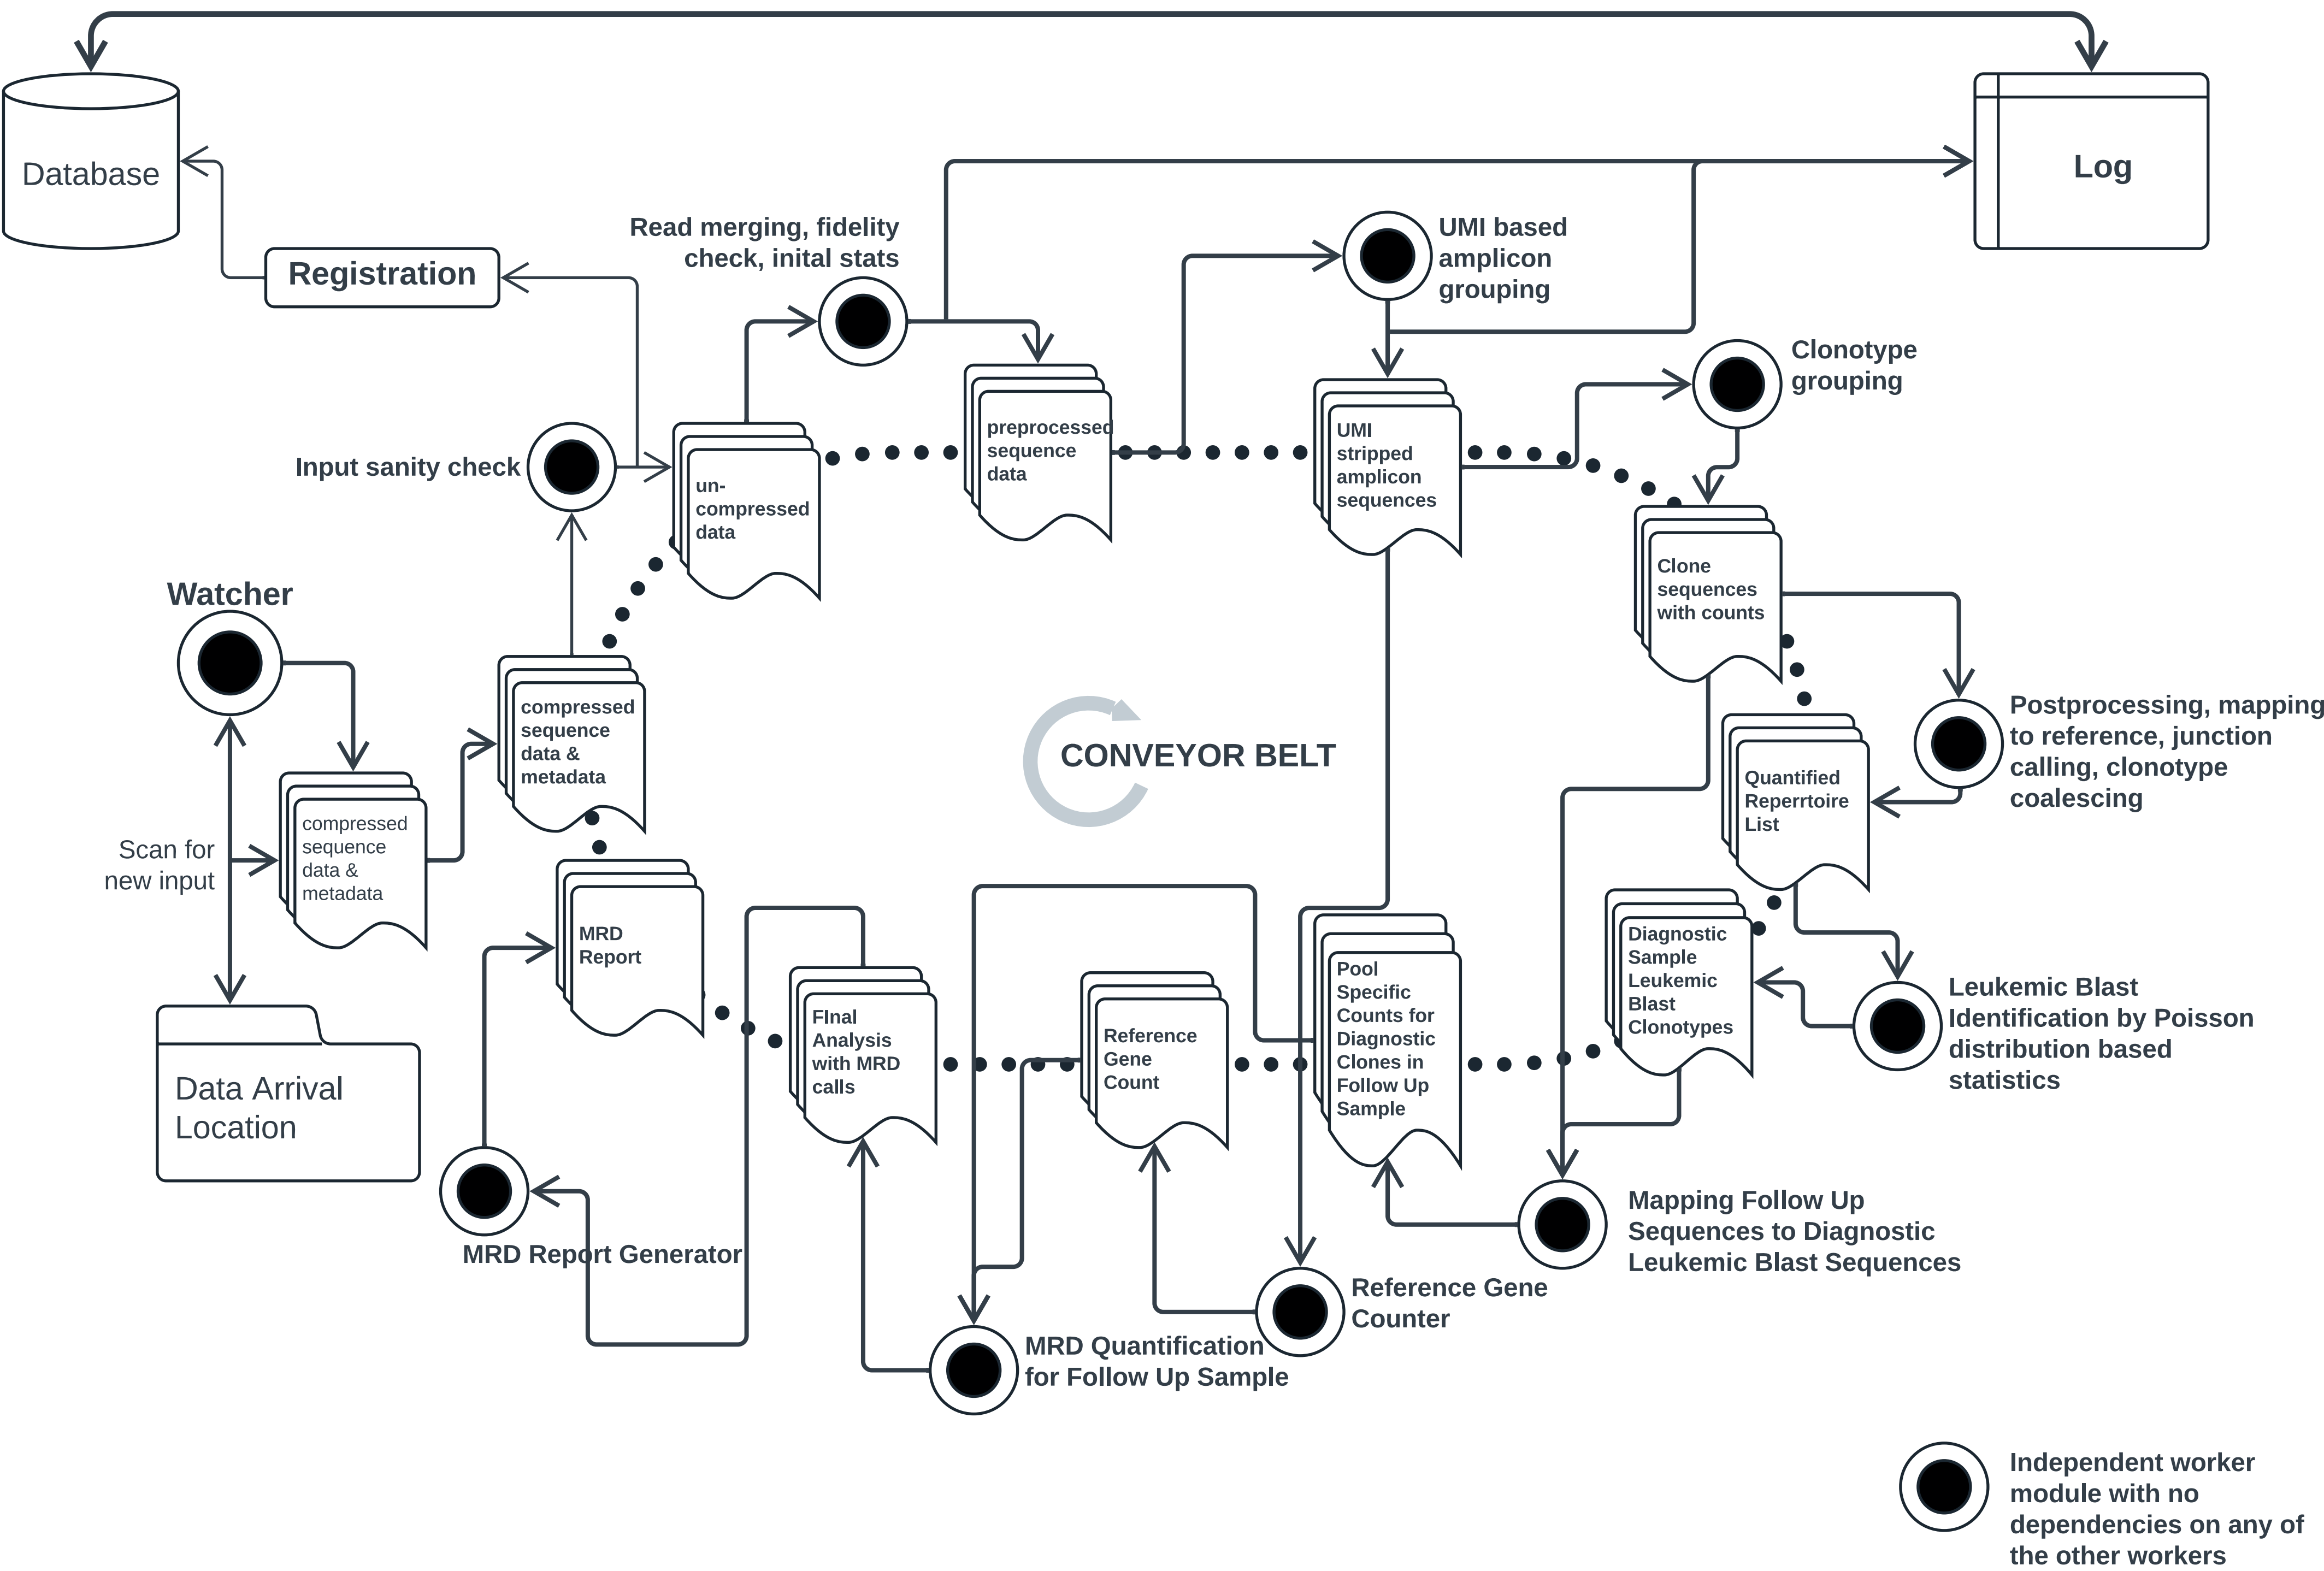 Database
Log
Registration
Read merging, fidelity
check, inital stats
UMI based
amplicon
grouping
Clonotype
grouping
Input sanity check
un-
compressed
data
preprocessed
sequence
data
UMI
stripped
amplicon
sequences
Clone
sequences
with counts
Watcher
compressed
sequence
data &
metadata
CONVEYOR BELT
Postprocessing, mapping
to reference, junction
calling, clonotype
coalescing
Quantified
Reperrtoire
List
Scan for
new input
compressed
sequence
data &
metadata
MRD
Report
Diagnostic
Sample
Leukemic
Blast
Clonotypes
Leukemic Blast
Identification by Poisson
distribution based
statistics
Pool
Specific
Counts for
Diagnostic
Clones in
Follow Up
Sample
Reference
Gene
Count
FInal
Analysis
with MRD
calls
Data Arrival
Location
MRD Report Generator
Mapping Follow Up
Sequences to Diagnostic
Leukemic Blast Sequences
Reference Gene
Counter
MRD Quantification
for Follow Up Sample
Independent worker
module with no
dependencies on any of
the other workers